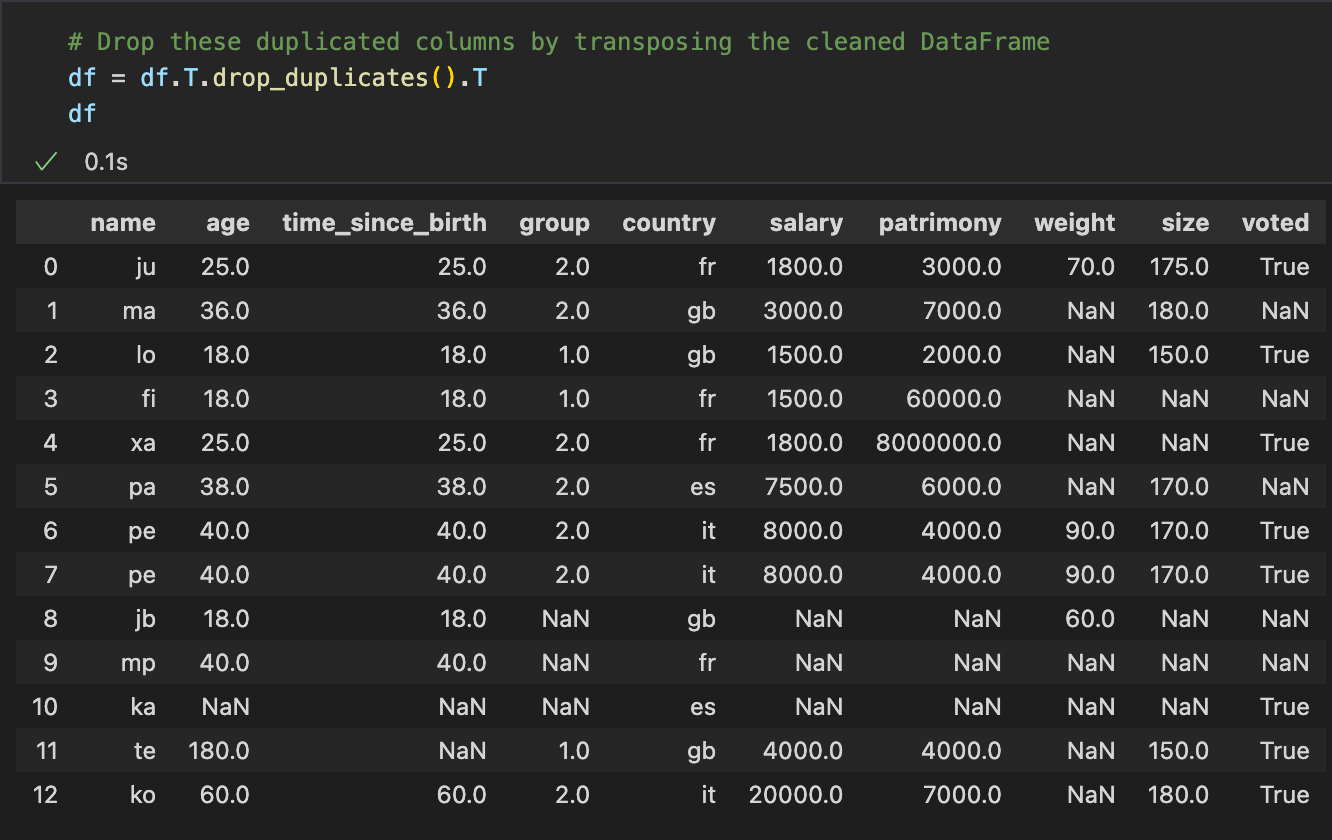 # Drop these duplicated columns by transposing the cleaned DataFrame
df = df.T.drop_duplicates().T
df
✓ 0.1s
name age time_since_birth group country salary patrimony weight size voted
0 ju 25.0 25.0 2.0 fr 1800.0 3000.0 70.0 175.0 True
1 ma 36.0 36.0 2.0 gb 3000.0 7000.0 NaN 180.0 NaN
2 lo 18.0 18.0 1.0 gb 1500.0 2000.0 NaN 150.0 True
3 fi 18.0 18.0 1.0 fr 1500.0 60000.0 NaN NaN NaN
4 xa 25.0 25.0 2.0 fr 1800.0 8000000.0 NaN NaN True
5 pa 38.0 38.0 2.0 es 7500.0 6000.0 NaN 170.0 NaN
6 pe 40.0 40.0 2.0 it 8000.0 4000.0 90.0 170.0 True
7 pe 40.0 40.0 2.0 it 8000.0 4000.0 90.0 170.0 True
8 jb 18.0 18.0 NaN gb NaN NaN 60.0 NaN NaN
9 mp 40.0 40.0 NaN fr NaN NaN NaN NaN NaN
10 ka NaN NaN NaN es NaN NaN NaN NaN True
11 te 180.0 NaN 1.0 gb 4000.0 4000.0 NaN 150.0 True
12 ko 60.0 60.0 2.0 it 20000.0 7000.0 NaN 180.0 True